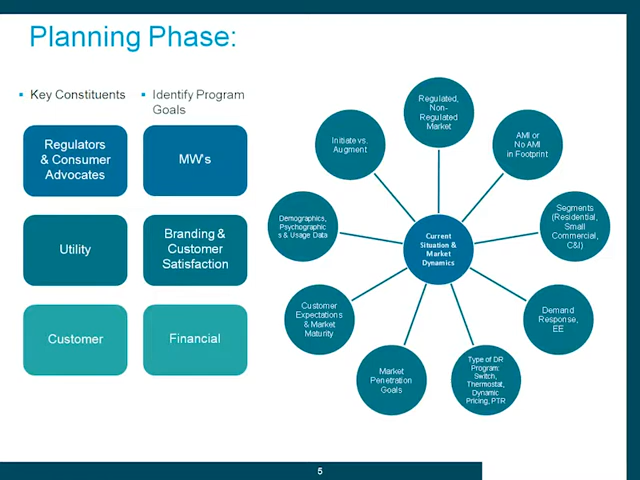 Planning Phase:
▪ Key Constituents
▪ Identify Program
Goals
Regulators
& Consumer
Advocates
MW's
Utility
Branding &
Customer
Satisfaction
Customer
Financial
Regulated,
Non-
Regulated
Market
AMI or
No AMI
in Footprint
Segments
(Residential,
Small
Commercial,
C&I)
Demand
Response,
EE
Type of DR
Program:
Switch,
Thermostat,
Dynamic
Pricing, PTR
Market
Penetration
Goals
Customer
Expectations
& Market
Maturity
Demographics,
Psychographic
s & Usage Data
Initiate vs.
Augment
Current
Situation &
Market
Dynamics
5